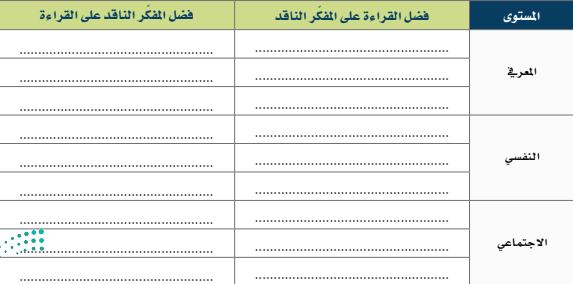 المستوى	فضل القراءة على المفكّر الناقد	فضل المفكّر الناقد على القراءة
المعرفي
النفسي
الاجتماعي